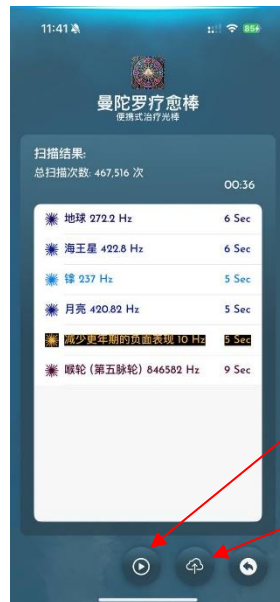 11:41
85
曼陀罗疗愈棒
便携式治疗光棒
扫描结果:
总扫描次数: 467,516 次
00:36
地球 272.2 Hz 6 Sec
海王星 422.8 Hz 6 Sec
镎 237 Hz 5 Sec
月亮 420.82 Hz 5 Sec
减少更年期的负面表现 10 Hz 5 Sec
喉轮 (第五脉轮) 846582 Hz 9 Sec